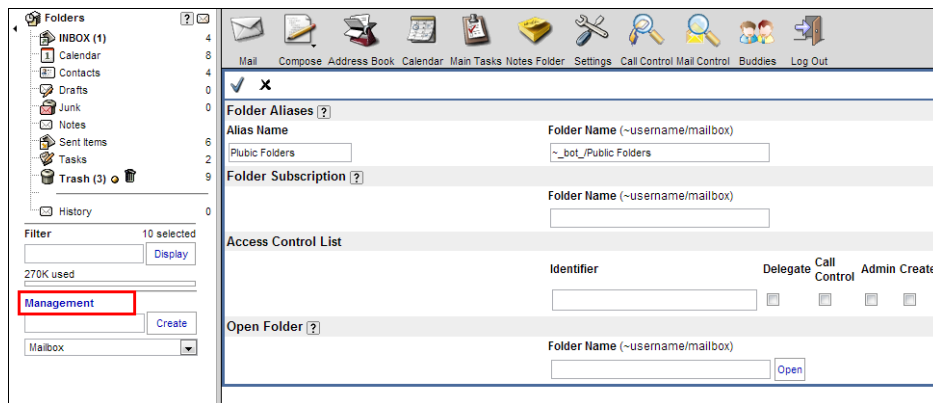 Folders ?
INBOX (1) 4
1 Calendar 8
Contacts 4
Drafts 0
Junk 0
Notes
Sent Items 6
Tasks 2
Trash (3) 9
History 0
Filter 10 selected
Display
270K used
Management
Create
Mailbox
Mail Compose Address Book Calendar Main Tasks Notes Folder Settings Call Control Mail Control Buddies Log Out
Folder Aliases ?
Alias Name Folder Name (~username/mailbox)
Plubic Folders ~_bot_/Public Folders
Folder Subscription ?
Folder Name (~username/mailbox)
Access Control List
Identifier Delegate Call Control Admin Create
Open Folder ?
Folder Name (~username/mailbox)
Open